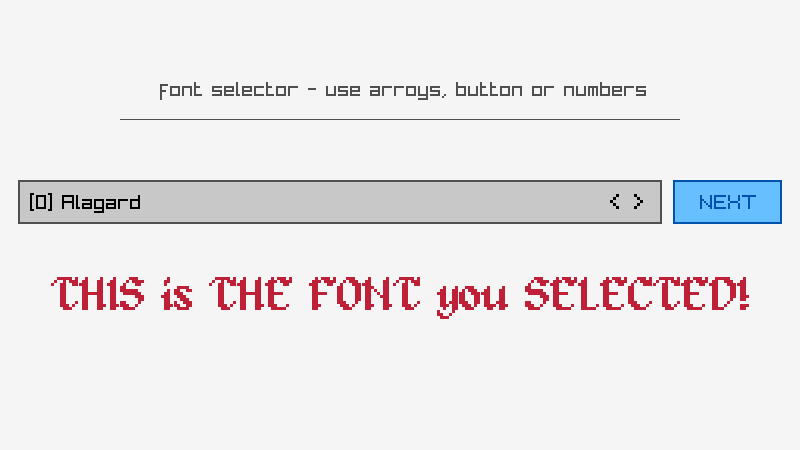 font selector - use arroys, button or numbers
[0] Alagard < > NEXT
THIS is THE FONT you SELECTED!